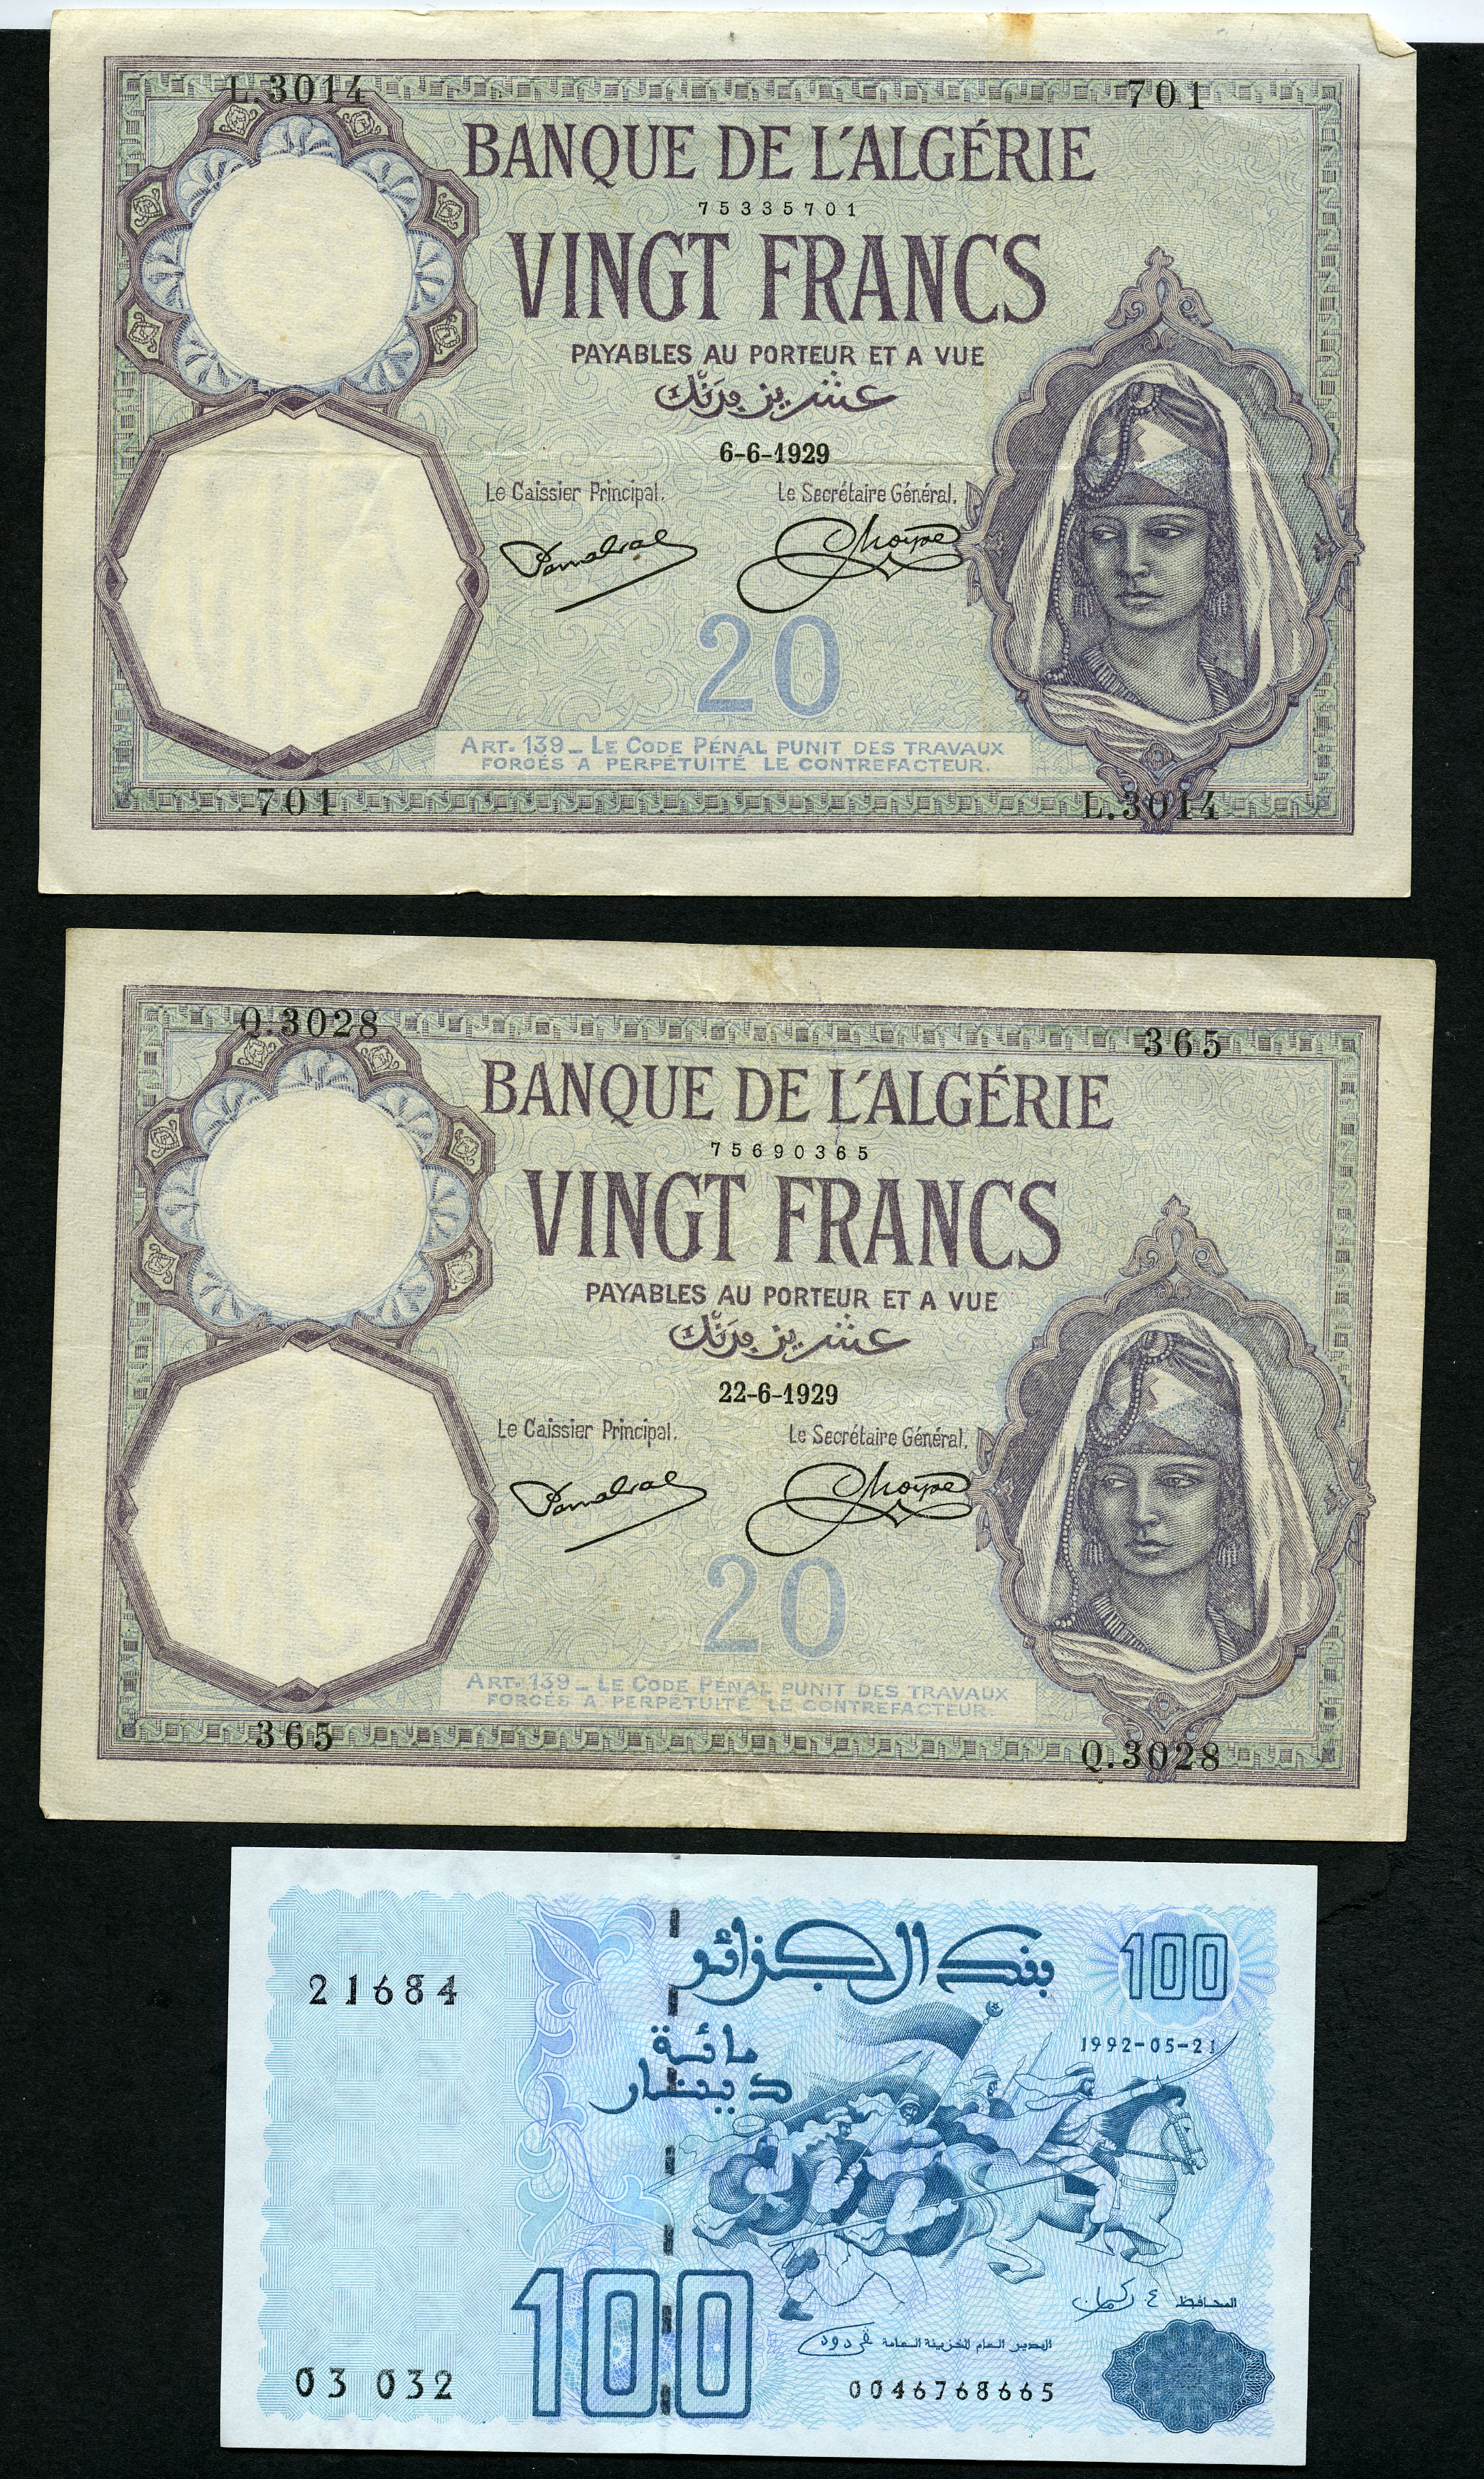 L.3014
701
BANQUE DE L'ALGÉRIE
75335701
VINGT FRANCS
PAYABLES AU PORTEUR ET A VUE
عشرين فرنك
6-6-1929
Le Caissier Principal.
Le Secrétaire Général.
20
ART. 139 _ LE CODE PÉNAL PUNIT DES TRAVAUX
FORCÉS A PERPÉTUITÉ LE CONTREFACTEUR.
701
L.3014
Q.3028
365
BANQUE DE L'ALGÉRIE
75690365
VINGT FRANCS
PAYABLES AU PORTEUR ET A VUE
عشرين فرنك
22-6-1929
Le Caissier Principal.
Le Secrétaire Général.
20
ART. 139 _ LE CODE PÉNAL PUNIT DES TRAVAUX
FORCÉS A PERPÉTUITÉ LE CONTREFACTEUR.
365
Q.3028
بنك الجزائر
100
21684
1992-05-21
مائة
دينار
المحافظ
المدير العام للخزينة العامة
100
03 032
0046768665